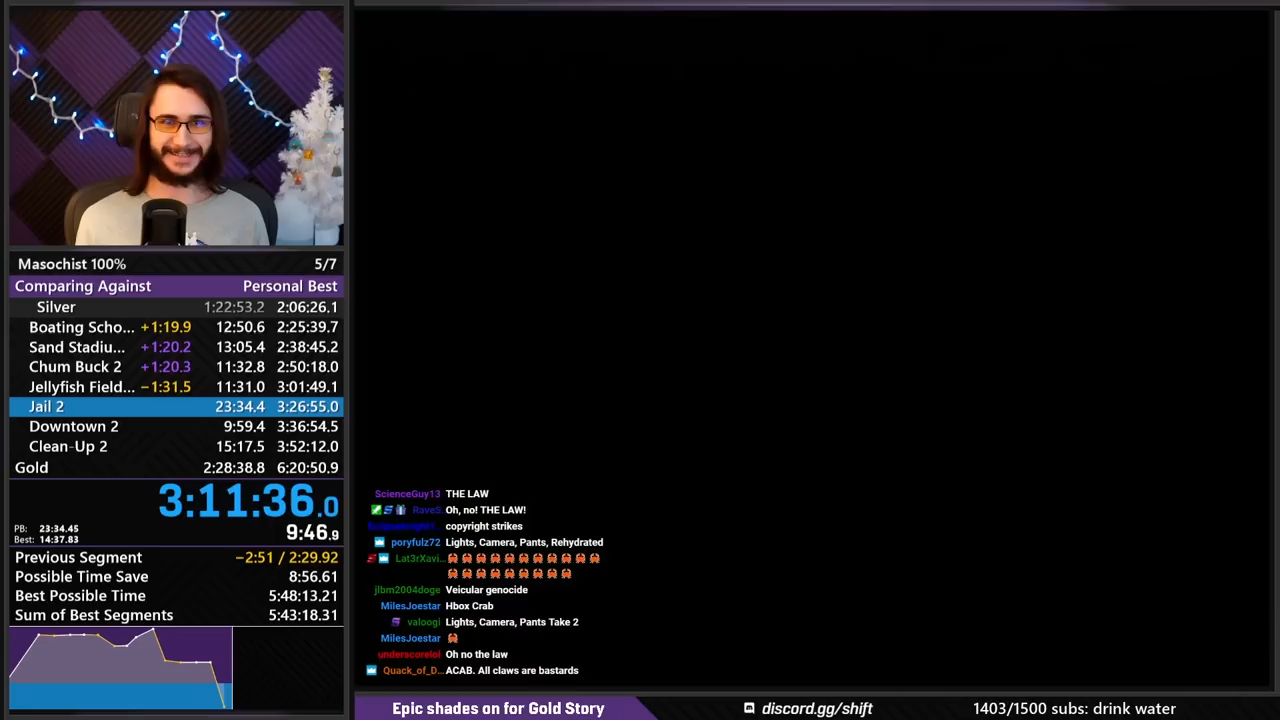 Masochist 100% 5/7
Comparing Against Personal Best
Silver 1:22:53.2 2:06:26.1
Boating Scho... +1:19.9 12:50.6 2:25:39.7
Sand Stadiu... +1:20.2 13:05.4 2:38:45.2
Chum Buck 2 +1:20.3 11:32.8 2:50:18.0
Jellyfish Field... −1:31.5 11:31.0 3:01:49.1
Jail 2 23:34.4 3:26:55.0
Downtown 2 9:59.4 3:36:54.5
Clean-Up 2 15:17.5 3:52:12.0
Gold 2:28:38.8 6:20:50.9
3:11:36.0
PB: 23:34.45
Best: 14:37.83
9:46.9
Previous Segment −2:51 / 2:29.92
Possible Time Save 8:56.61
Best Possible Time 5:48:13.21
Sum of Best Segments 5:43:18.31
ScienceGuy13 THE LAW
RaveS... Oh, no! THE LAW!
copyright strikes
poryfulz72 Lights, Camera, Pants, Rehydrated
Lat3rXavi...
jlbm2004doge Veicular genocide
MilesJoestar Hbox Crab
valoogi Lights, Camera, Pants Take 2
MilesJoestar
underscorelol Oh no the law
Quack_of_D... ACAB. All claws are bastards
Epic shades on for Gold Story
discord.gg/shift
1403/1500 subs: drink water